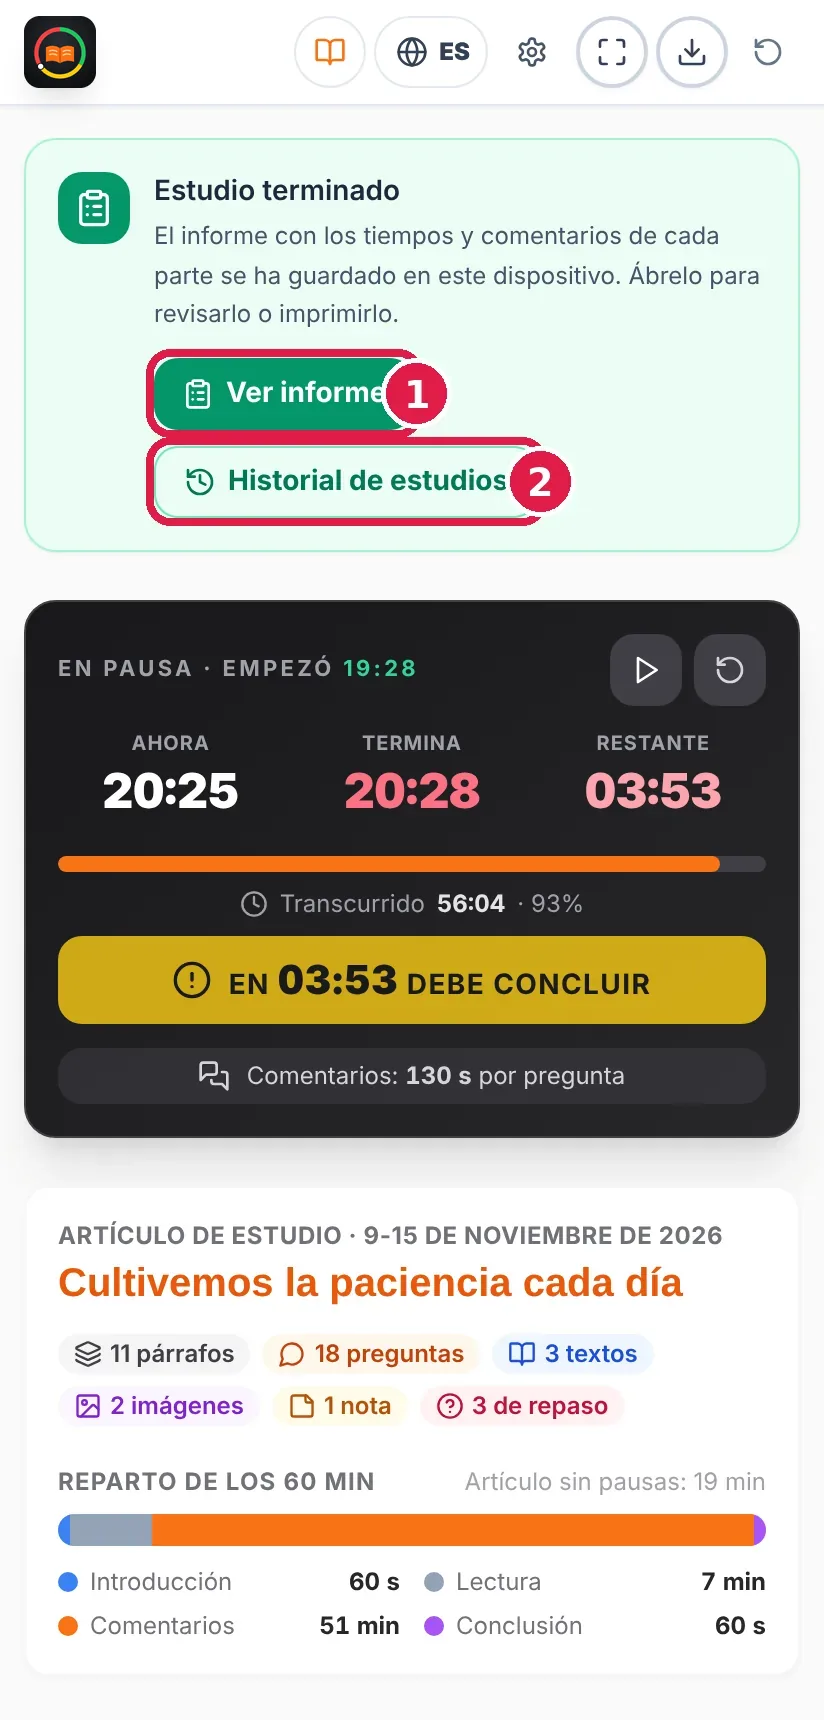 ES
Estudio terminado
El informe con los tiempos y comentarios de cada
parte se ha guardado en este dispositivo. Ábrelo para
revisarlo o imprimirlo.
Ver informe 1
Historial de estudios 2
EN PAUSA · EMPEZÓ 19:28
AHORA TERMINA RESTANTE
20:25 20:28 03:53
Transcurrido 56:04 · 93%
EN 03:53 DEBE CONCLUIR
Comentarios: 130 s por pregunta
ARTÍCULO DE ESTUDIO · 9-15 DE NOVIEMBRE DE 2026
Cultivemos la paciencia cada día
11 párrafos 18 preguntas 3 textos
2 imágenes 1 nota 3 de repaso
REPARTO DE LOS 60 MIN Artículo sin pausas: 19 min
Introducción 60 s Lectura 7 min
Comentarios 51 min Conclusión 60 s